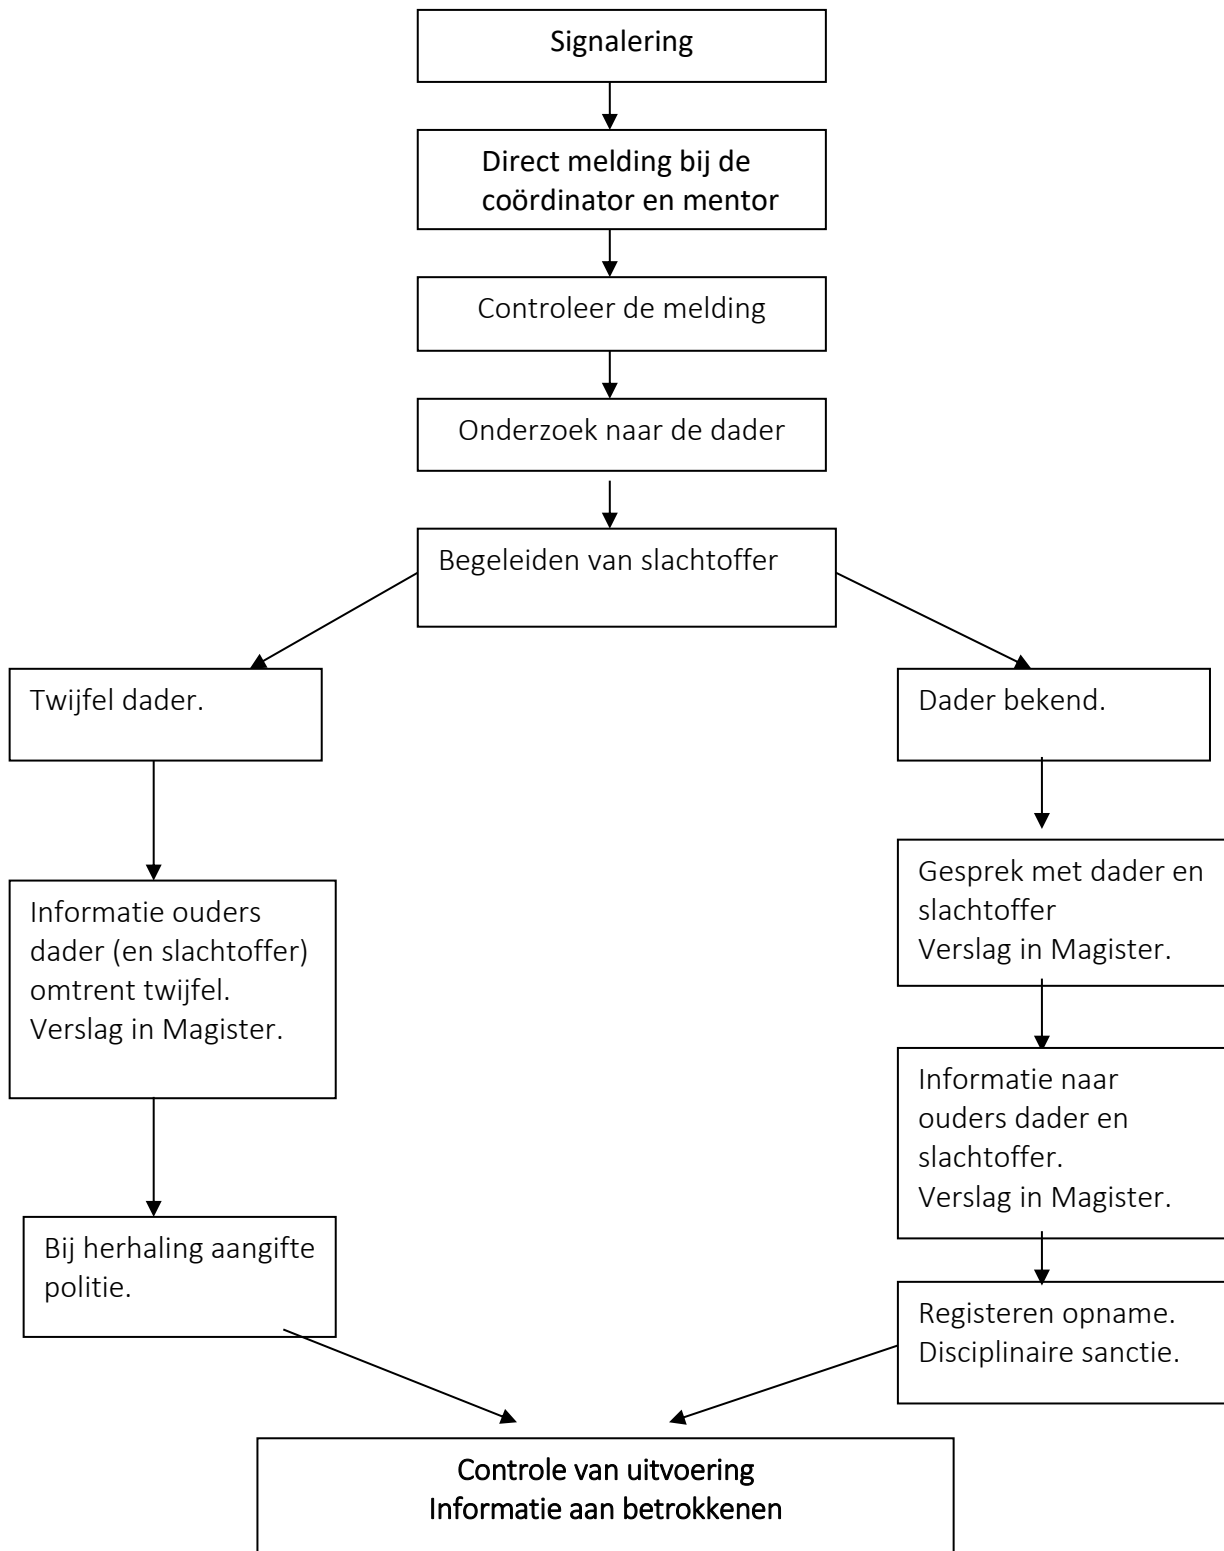 Signalering
Direct melding bij de
coördinator en mentor
Controleer de melding
Onderzoek naar de dader
Begeleiden van slachtoffer
Twijfel dader.
Dader bekend.
Informatie ouders
dader (en slachtoffer)
omtrent twijfel.
Verslag in Magister.
Gesprek met dader en
slachtoffer
Verslag in Magister.
Informatie naar
ouders dader en
slachtoffer.
Verslag in Magister.
Bij herhaling aangifte
politie.
Registeren opname.
Disciplinaire sanctie.
Controle van uitvoering
Informatie aan betrokkenen